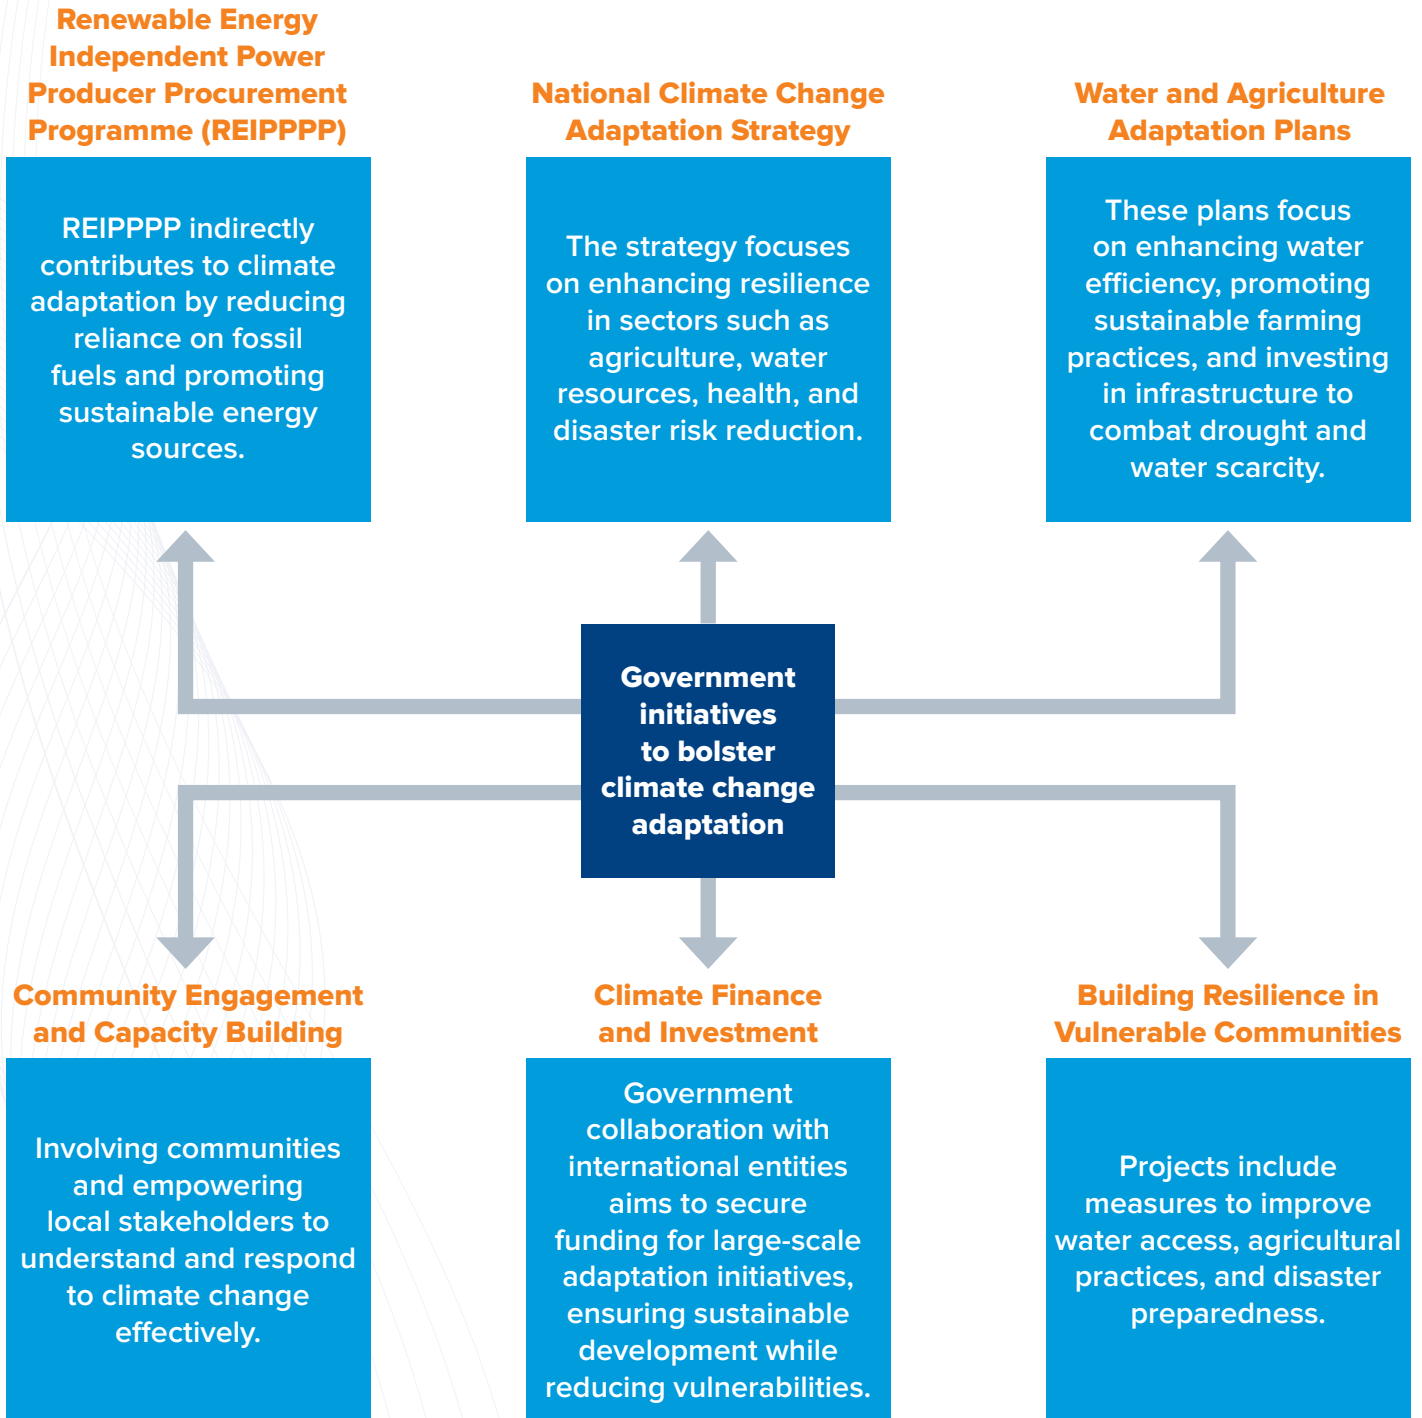 Renewable Energy
Independent Power
Producer Procurement
Programme (REIPPPP)
REIPPPP indirectly
contributes to climate
adaptation by reducing
reliance on fossil
fuels and promoting
sustainable energy
sources.
National Climate Change
Adaptation Strategy
The strategy focuses
on enhancing resilience
in sectors such as
agriculture, water
resources, health, and
disaster risk reduction.
Water and Agriculture
Adaptation Plans
These plans focus
on enhancing water
efficiency, promoting
sustainable farming
practices, and investing
in infrastructure to
combat drought and
water scarcity.
Government
initiatives
to bolster
climate change
adaptation
Community Engagement
and Capacity Building
Involving communities
and empowering
local stakeholders to
understand and respond
to climate change
effectively.
Climate Finance
and Investment
Government
collaboration with
international entities
aims to secure
funding for large-scale
adaptation initiatives,
ensuring sustainable
development while
reducing vulnerabilities.
Building Resilience in
Vulnerable Communities
Projects include
measures to improve
water access, agricultural
practices, and disaster
preparedness.